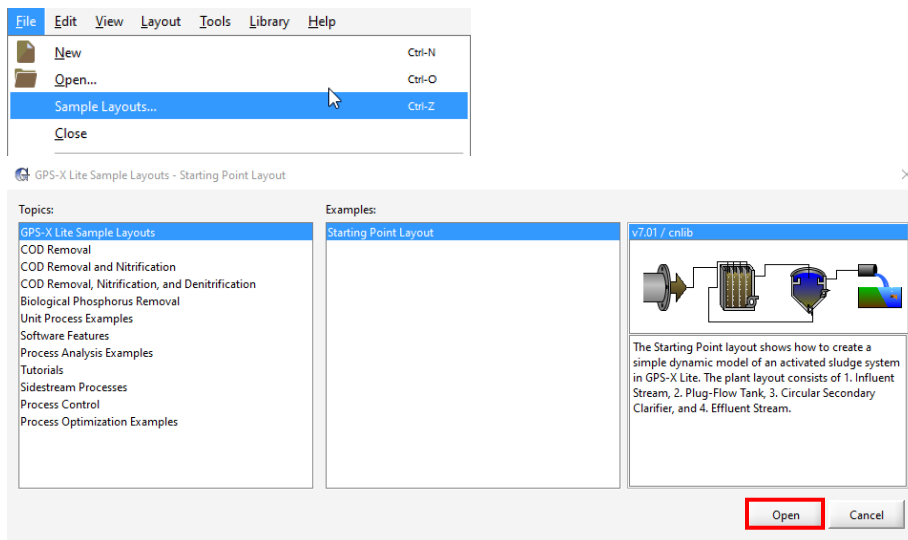 File Edit View Layout Tools Library Help
New Ctrl-N
Open... Ctrl-O
Sample Layouts... Ctrl-Z
Close
GPS-X Lite Sample Layouts - Starting Point Layout
Topics:
GPS-X Lite Sample Layouts
COD Removal
COD Removal and Nitrification
COD Removal, Nitrification, and Denitrification
Biological Phosphorus Removal
Unit Process Examples
Software Features
Process Analysis Examples
Tutorials
Sidestream Processes
Process Control
Process Optimization Examples
Examples:
Starting Point Layout
v7.01 / cnlib
The Starting Point layout shows how to create a
simple dynamic model of an activated sludge system
in GPS-X Lite. The plant layout consists of 1. Influent
Stream, 2. Plug-Flow Tank, 3. Circular Secondary
Clarifier, and 4. Effluent Stream.
Open Cancel